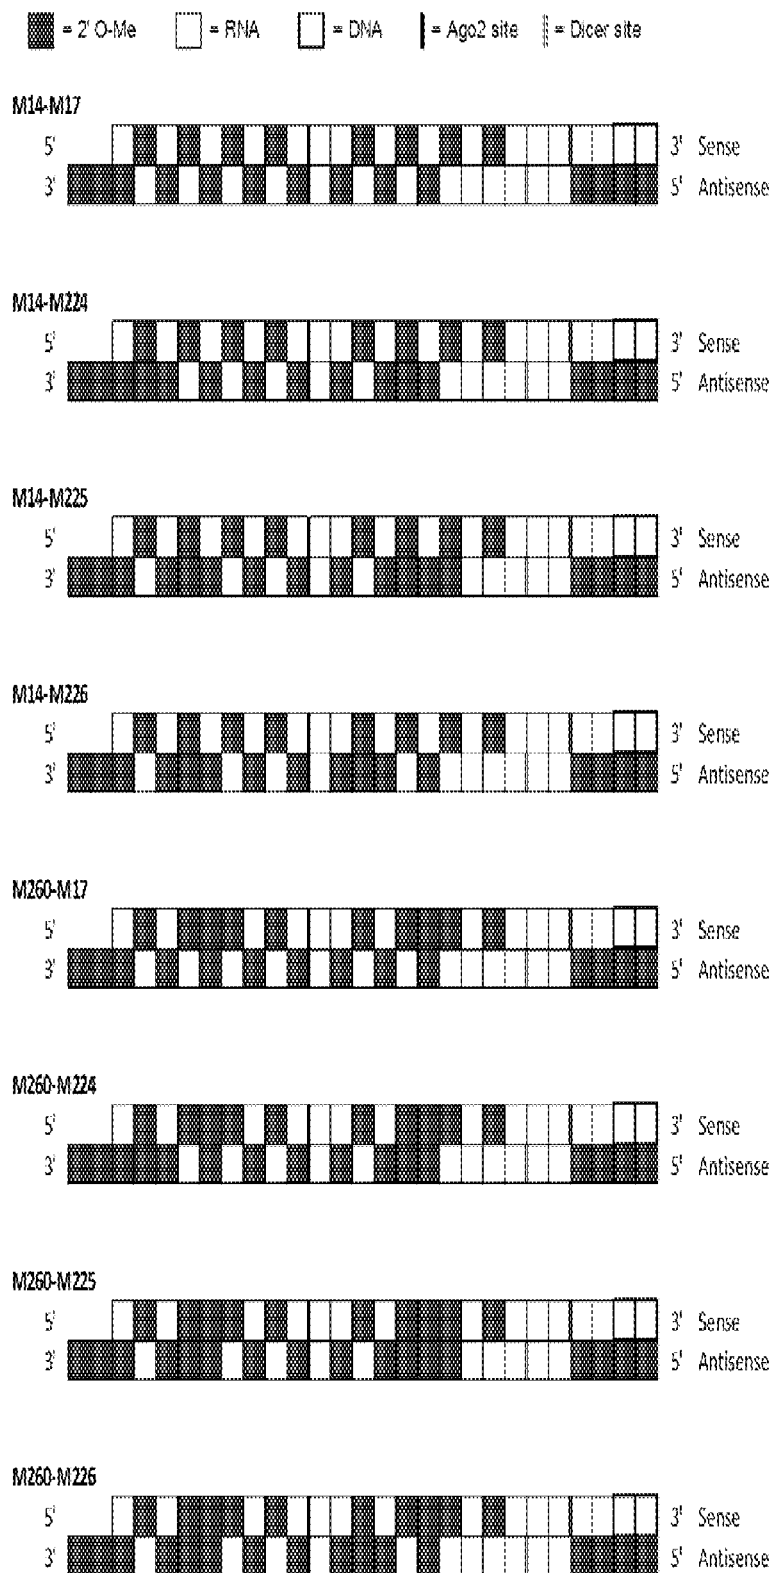 = 2' O-Me = RNA = DNA = Ago2 site = Dicer site
M14-M17
5' 3' Sense
3' 5' Antisense
M14-M224
5' 3' Sense
3' 5' Antisense
M14-M225
5' 3' Sense
3' 5' Antisense
M14-M226
5' 3' Sense
3' 5' Antisense
M260-M17
5' 3' Sense
3' 5' Antisense
M260-M224
5' 3' Sense
3' 5' Antisense
M260-M225
5' 3' Sense
3' 5' Antisense
M260-M226
5' 3' Sense
3' 5' Antisense